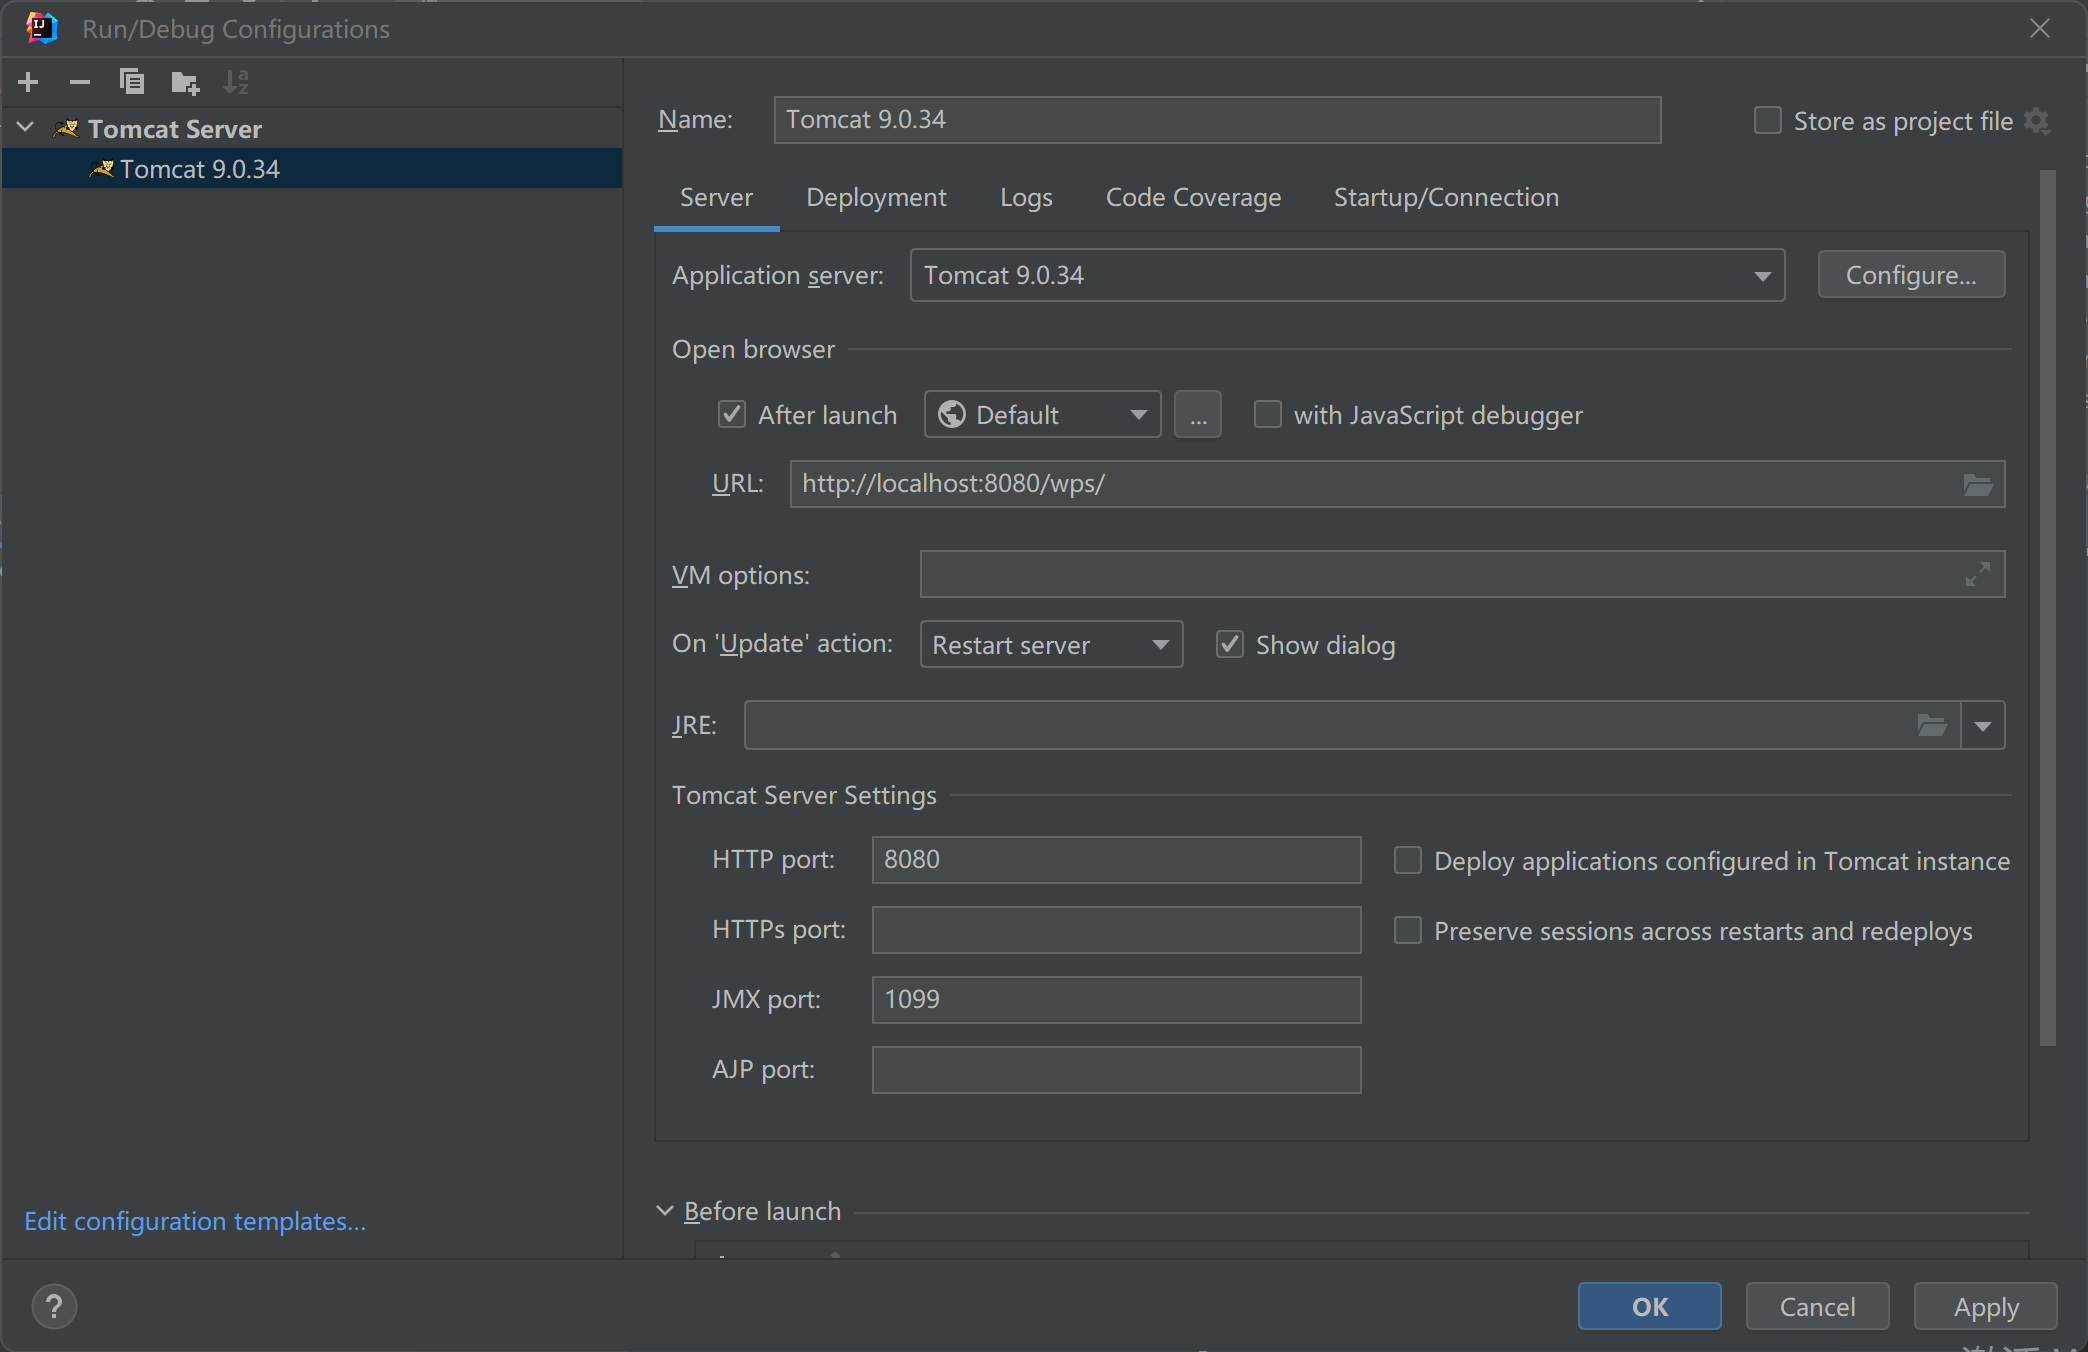 Run/Debug Configurations
Tomcat Server
Tomcat 9.0.34
Name: Tomcat 9.0.34 Store as project file
Server Deployment Logs Code Coverage Startup/Connection
Application server: Tomcat 9.0.34 Configure...
Open browser
After launch Default ... with JavaScript debugger
URL: http://localhost:8080/wps/
VM options:
On 'Update' action: Restart server Show dialog
JRE:
Tomcat Server Settings
HTTP port: 8080 Deploy applications configured in Tomcat instance
HTTPs port: Preserve sessions across restarts and redeploys
JMX port: 1099
AJP port:
Before launch
Edit configuration templates...
? OK Cancel Apply